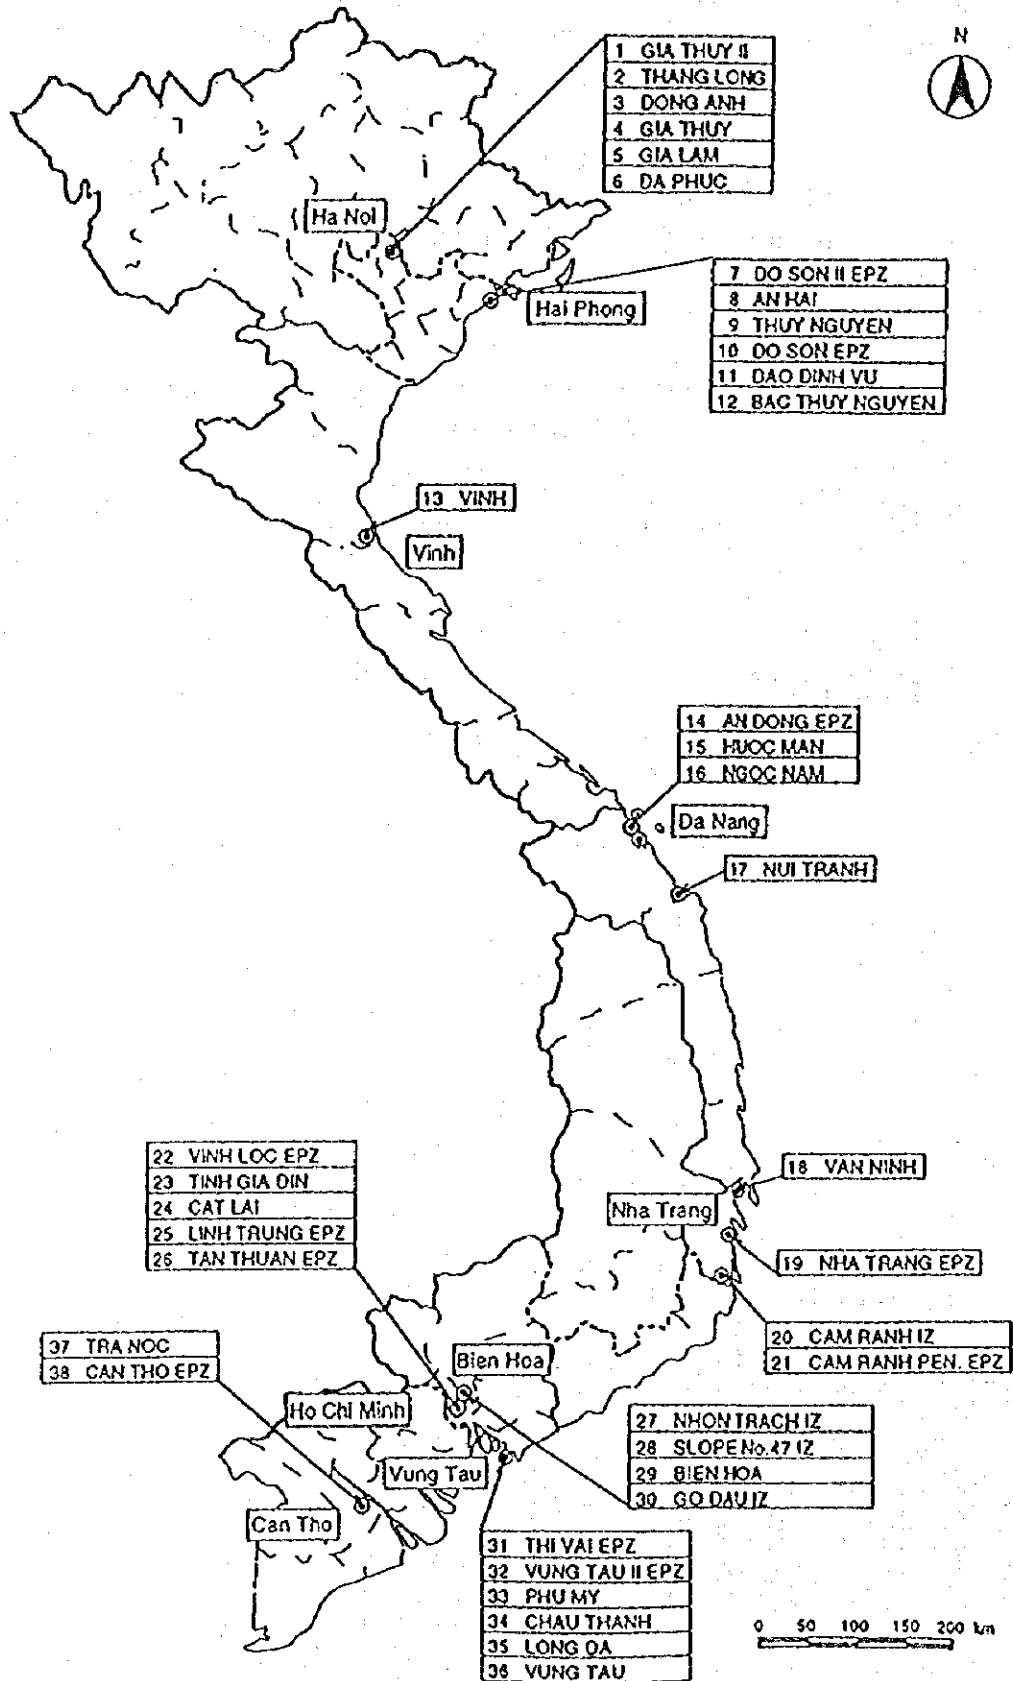 N
1 GIA THUY II
2 THANG LONG
3 DONG ANH
4 GIA THUY
5 GIA LAM
6 DA PHUC
Ha Noi
7 DO SON II EPZ
8 AN HAI
9 THUY NGUYEN
10 DO SON EPZ
11 DAO DINH VU
12 BAC THUY NGUYEN
Hai Phong
13 VINH
Vinh
14 AN DONG EPZ
15 HUOC MAN
16 NGOC NAM
Da Nang
17 NUI TRANH
18 VAN NINH
Nha Trang
19 NHA TRANG EPZ
20 CAM RANH IZ
21 CAM RANH PEN. EPZ
22 VINH LOC EPZ
23 TINH GIA DIN
24 CAT LAI
25 LINH TRUNG EPZ
26 TAN THUAN EPZ
37 TRA NOC
38 CAN THO EPZ
Bien Hoa
Ho Chi Minh
Vung Tau
Can Tho
27 NHON TRACH IZ
28 SLOPE No.47 IZ
29 BIEN HOA
30 GO DAU IZ
31 THI VAI EPZ
32 VUNG TAU II EPZ
33 PHU MY
34 CHAU THANH
35 LONG OA
36 VUNG TAU
0 50 100 150 200 km